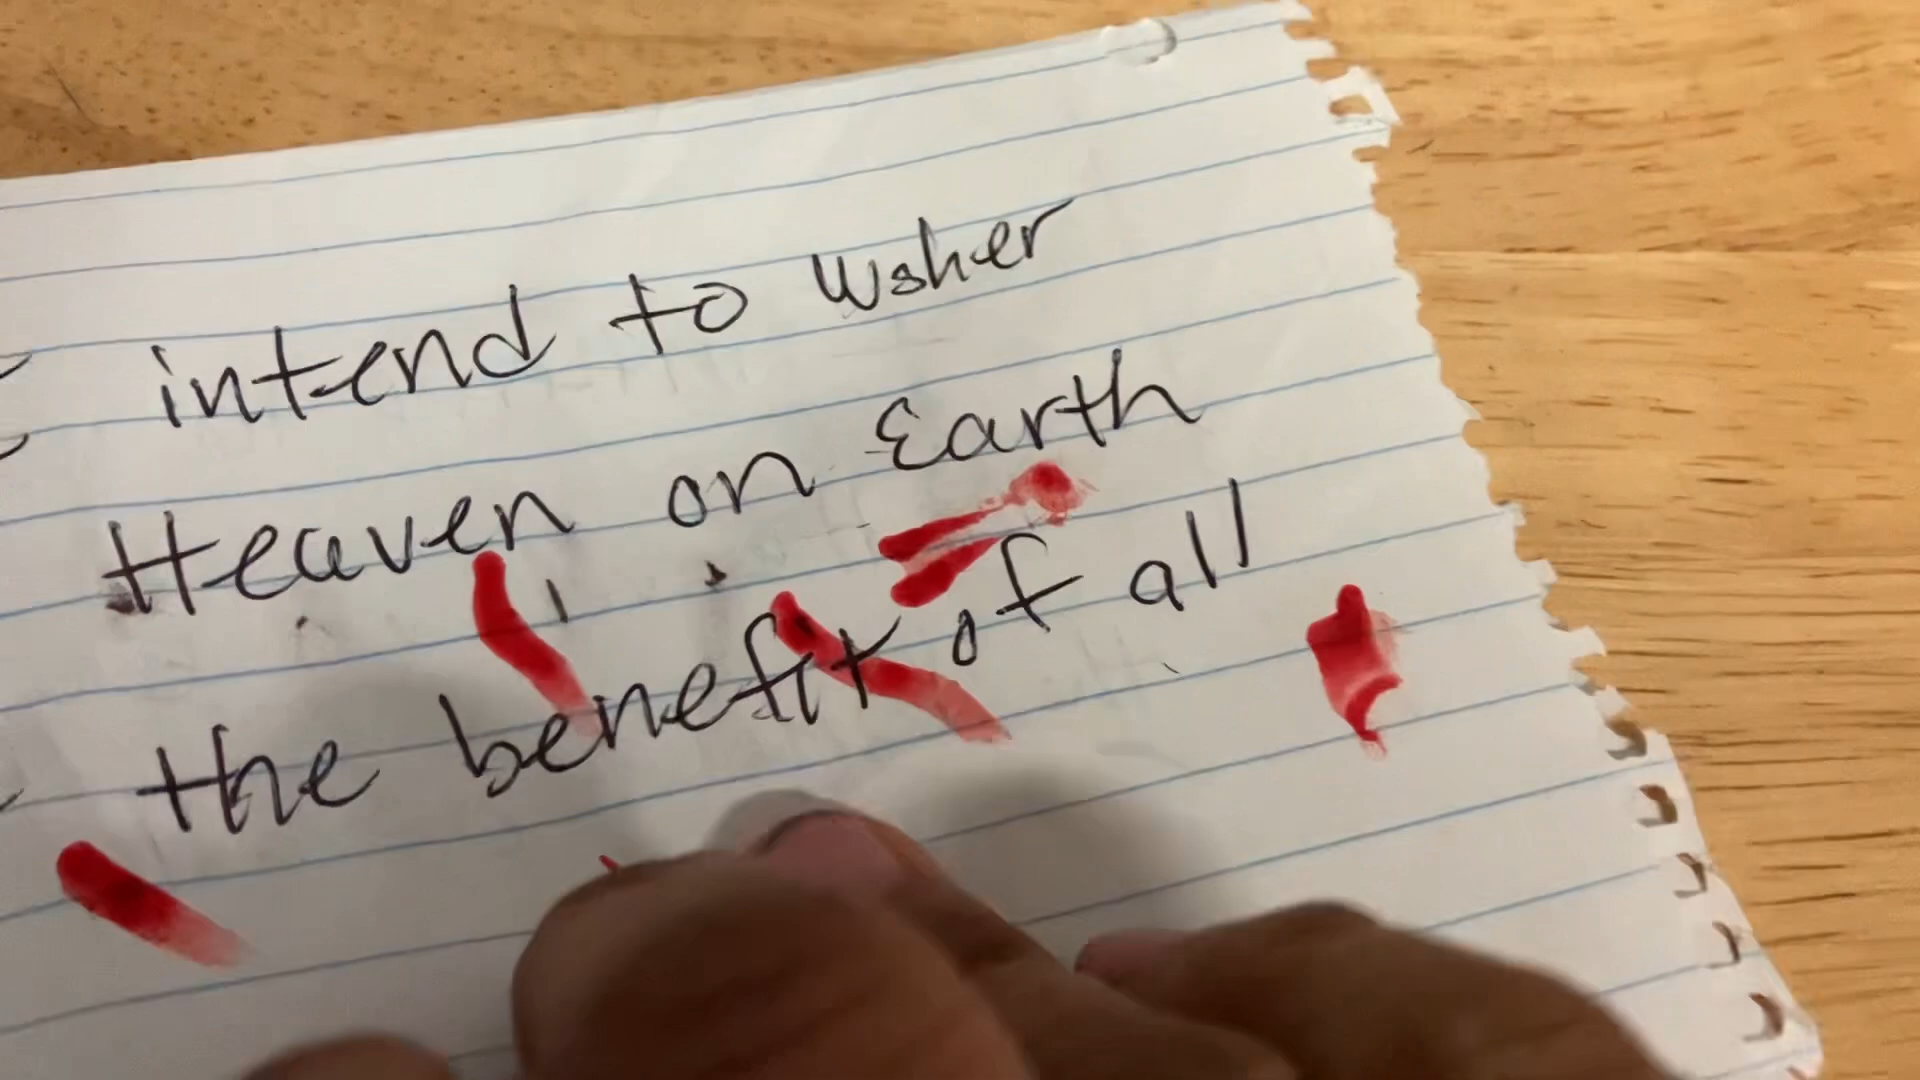 intend to Usher
Heaven on Earth
the benefit of all